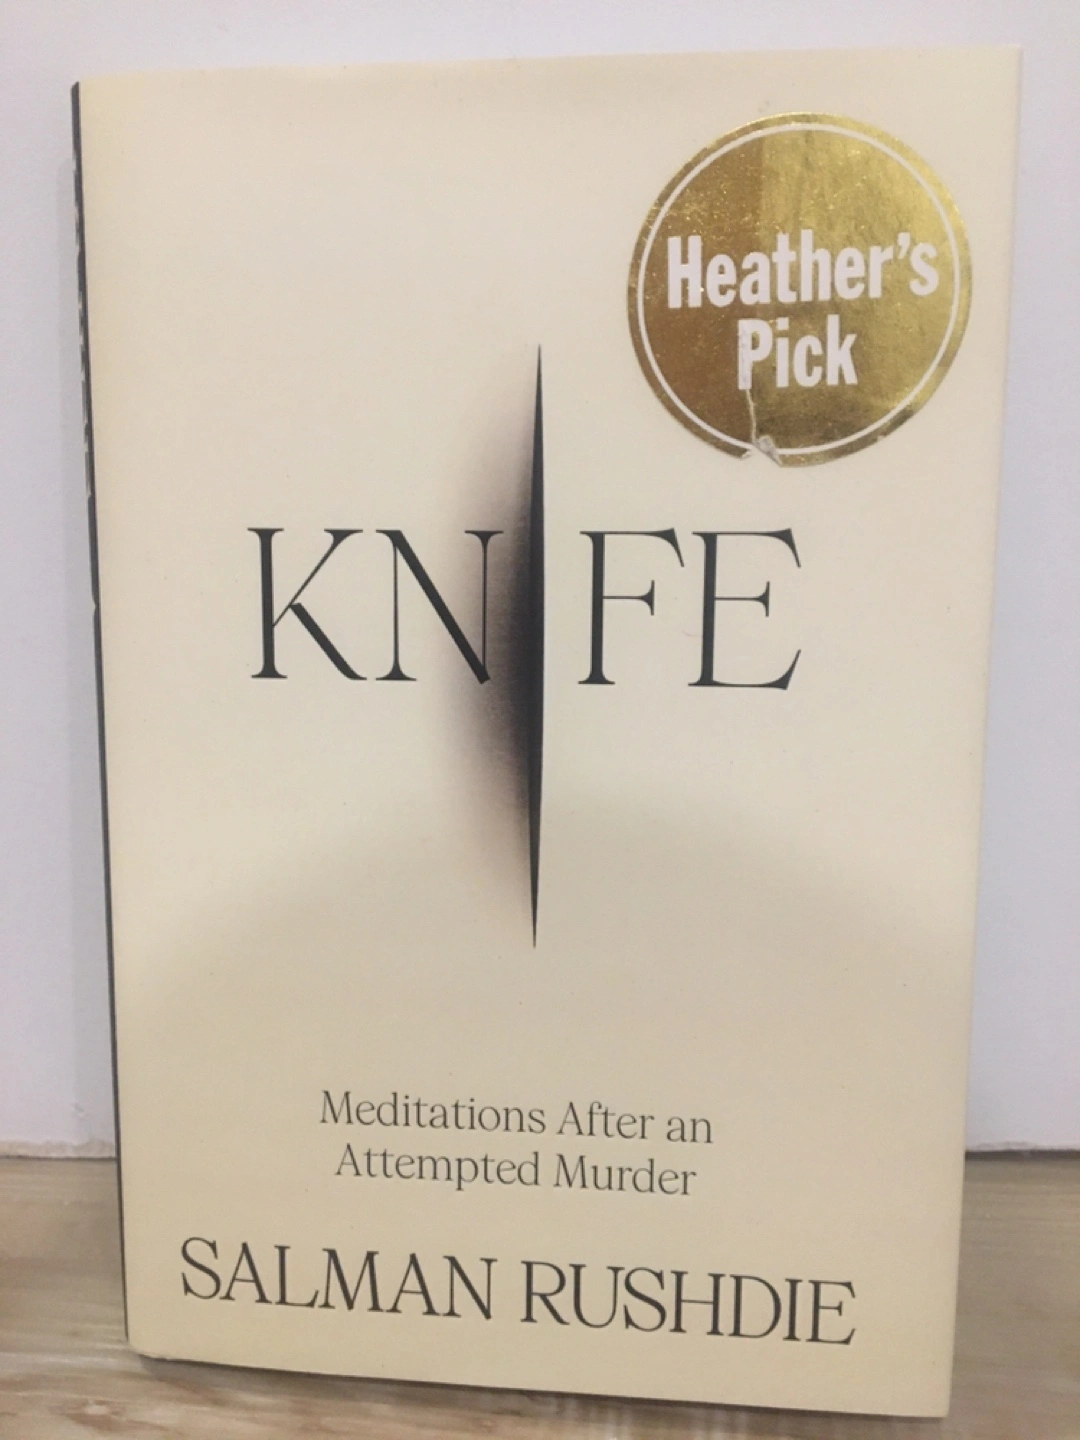 Heather's
Pick
KNIFE
Meditations After an
Attempted Murder
SALMAN RUSHDIE